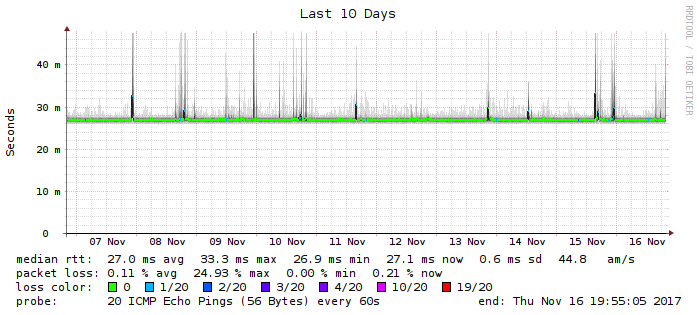 Last 10 Days
RRDTOOL / TOBI OETIKER
Seconds
40 m
30 m
20 m
10 m
0
07 Nov 08 Nov 09 Nov 10 Nov 11 Nov 12 Nov 13 Nov 14 Nov 15 Nov 16 Nov
median rtt: 27.0 ms avg 33.3 ms max 26.9 ms min 27.1 ms now 0.6 ms sd 44.8 am/s
packet loss: 0.11 % avg 24.93 % max 0.00 % min 0.21 % now
loss color: 0 1/20 2/20 3/20 4/20 10/20 19/20
probe: 20 ICMP Echo Pings (56 Bytes) every 60s end: Thu Nov 16 19:55:05 2017